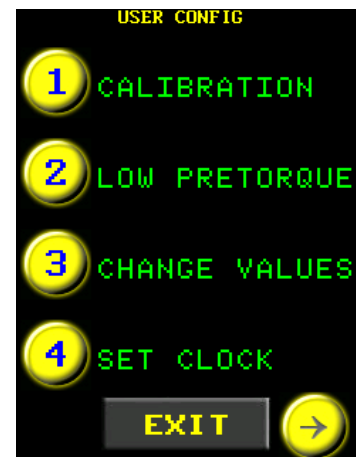 USER CONFIG
1 CALIBRATION
2 LOW PRETORQUE
3 CHANGE VALUES
4 SET CLOCK
EXIT →